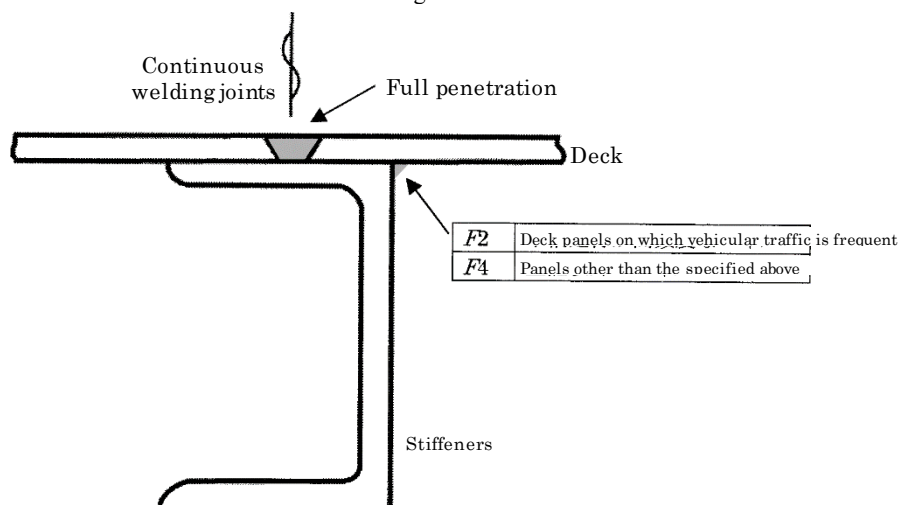 Continuous
welding joints
Full penetration
Deck
F2 Deck panels on which vehicular traffic is frequent
F4 Panels other than the specified above
Stiffeners